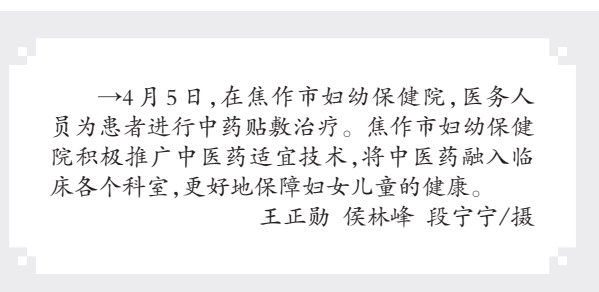 →4月5日,在焦作市妇幼保健院,医务人
员为患者进行中药贴敷治疗。焦作市妇幼保健
院积极推广中医药适宜技术,将中医药融入临
床各个科室,更好地保障妇女儿童的健康。
王正勋 侯林峰 段宁宁/摄